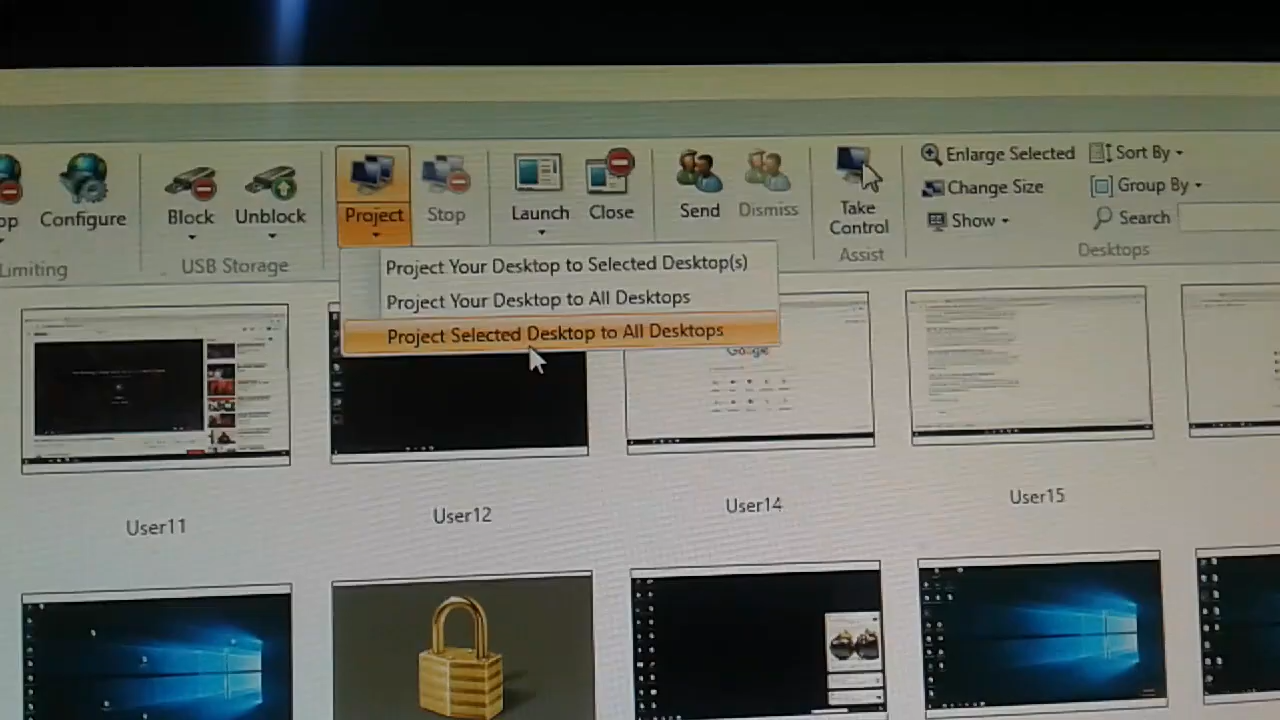 Enlarge Selected Sort By
Configure Block Unblock Project Stop Launch Close Send Dismiss Take Control Change Size Group By
Show Search
Limiting USB Storage Assist Desktops
Project Your Desktop to Selected Desktop(s)
Project Your Desktop to All Desktops
Project Selected Desktop to All Desktops
Google
User11 User12 User14 User15